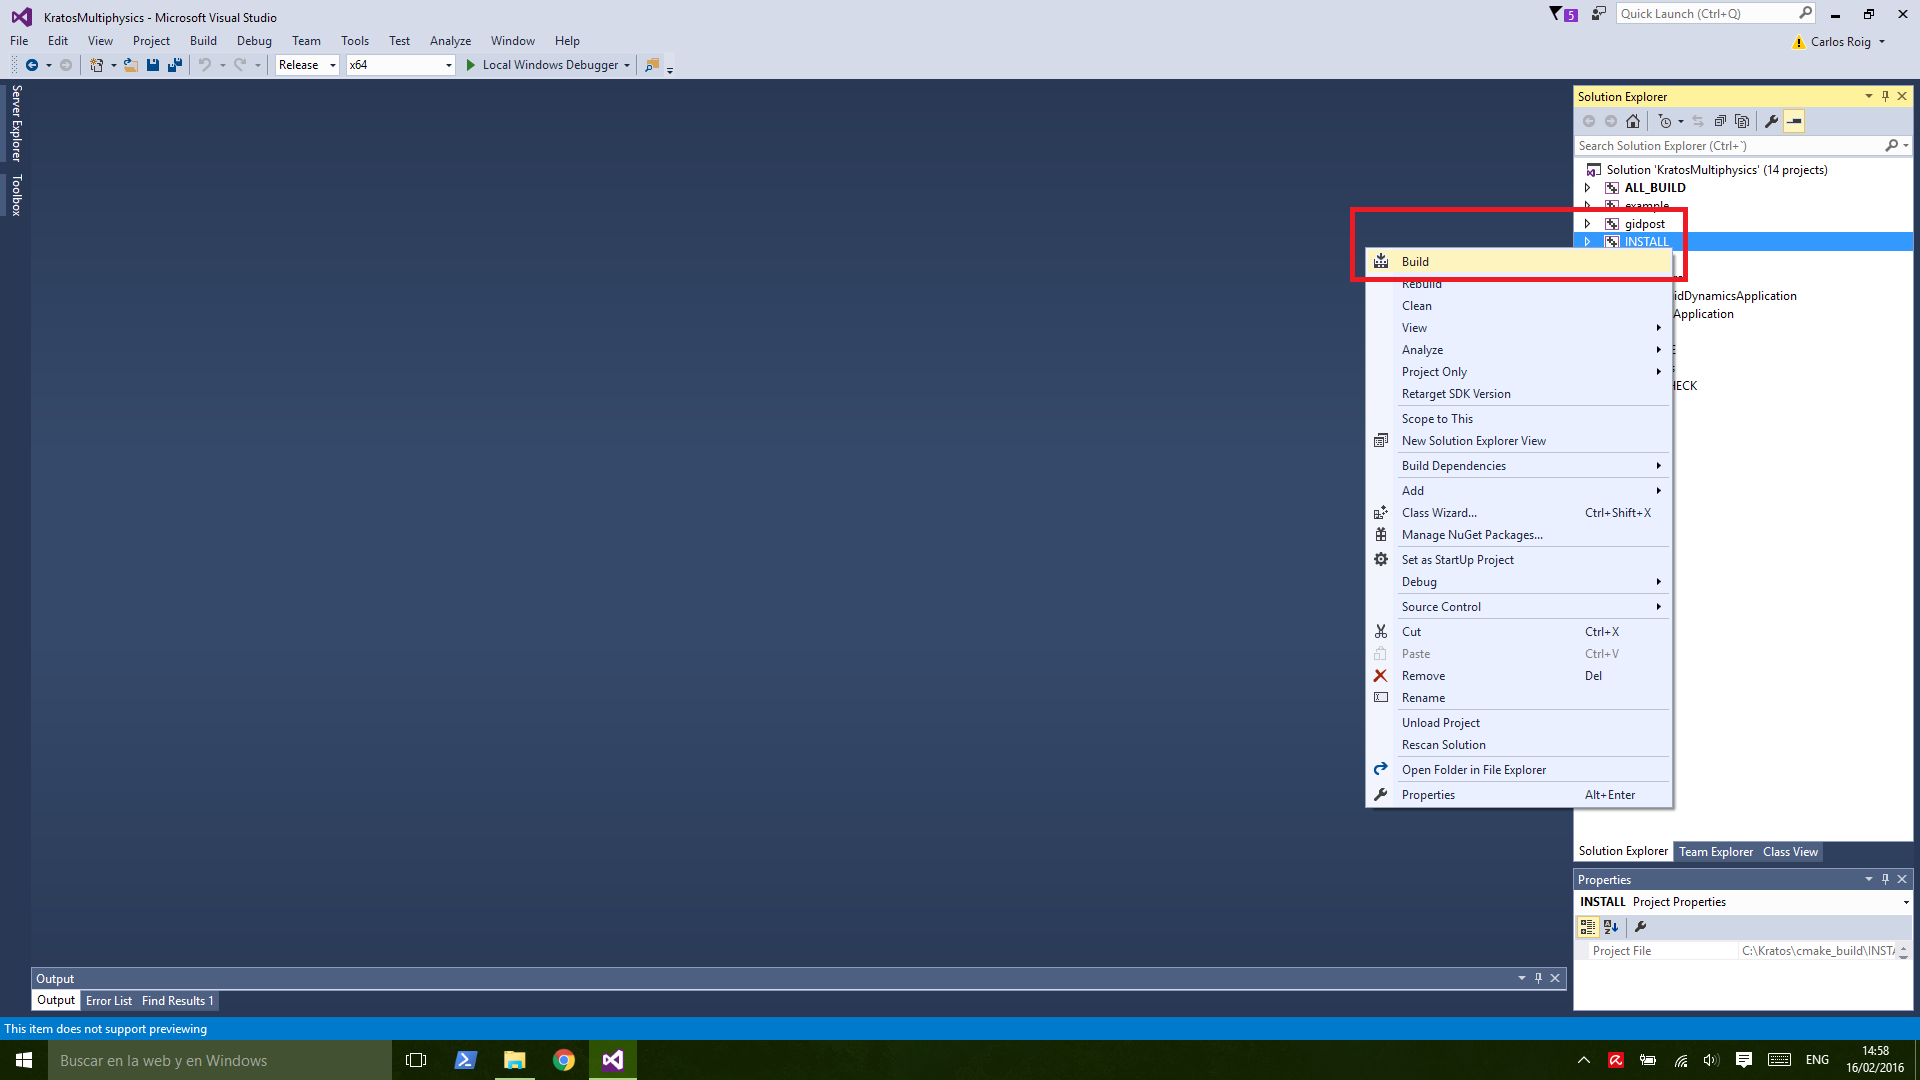 KratosMultiphysics - Microsoft Visual Studio
5
Quick Launch (Ctrl+Q)
File Edit View Project Build Debug Team Tools Test Analyze Window Help
Carlos Roig
Release x64 Local Windows Debugger
Server Explorer
Toolbox
Solution Explorer
Search Solution Explorer (Ctrl+`)
Solution 'KratosMultiphysics' (14 projects)
ALL_BUILD
example
gidpost
INSTALL
idDynamicsApplication
Application
HECK
Build
Rebuild
Clean
View
Analyze
Project Only
Retarget SDK Version
Scope to This
New Solution Explorer View
Build Dependencies
Add
Class Wizard... Ctrl+Shift+X
Manage NuGet Packages...
Set as StartUp Project
Debug
Source Control
Cut Ctrl+X
Paste Ctrl+V
Remove Del
Rename
Unload Project
Rescan Solution
Open Folder in File Explorer
Properties Alt+Enter
Solution Explorer Team Explorer Class View
Properties
INSTALL Project Properties
Project File C:\Kratos\cmake_build\INSTA
Output
Output Error List Find Results 1
This item does not support previewing
Buscar en la web y en Windows
ENG
14:58
16/02/2016